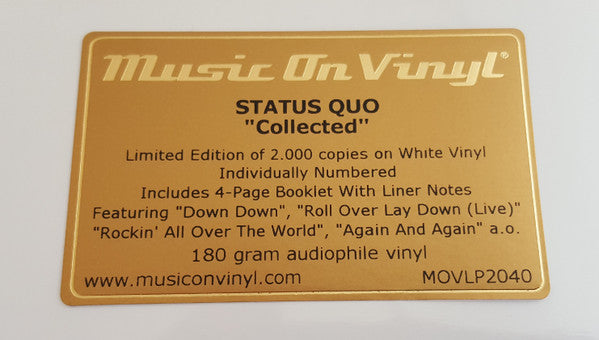 Music On Vinyl®
STATUS QUO
"Collected"
Limited Edition of 2.000 copies on White Vinyl
Individually Numbered
Includes 4-Page Booklet With Liner Notes
Featuring "Down Down", "Roll Over Lay Down (Live)"
"Rockin' All Over The World", "Again And Again" a.o.
180 gram audiophile vinyl
www.musiconvinyl.com MOVLP2040